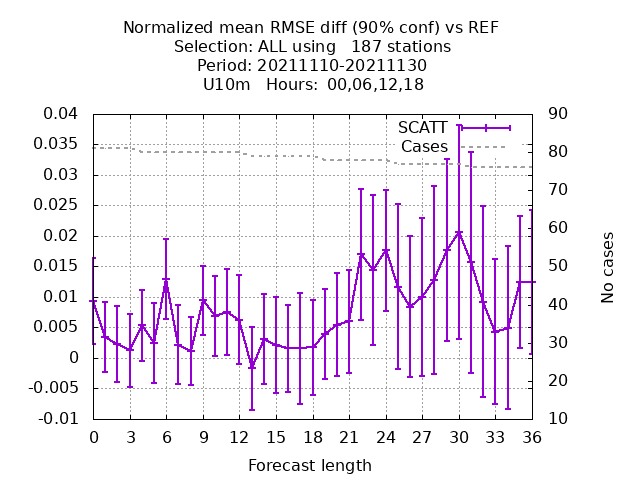 Normalized mean RMSE diff (90% conf) vs REF
Selection: ALL using   187 stations
Period: 20211110-20211130
U10m   Hours:  00,06,12,18
SCATT
Cases
0.04
0.035
0.03
0.025
0.02
0.015
0.01
0.005
0
-0.005
-0.01
90
80
70
60
50
40
30
20
10
No cases
0 3 6 9 12 15 18 21 24 27 30 33 36
Forecast length